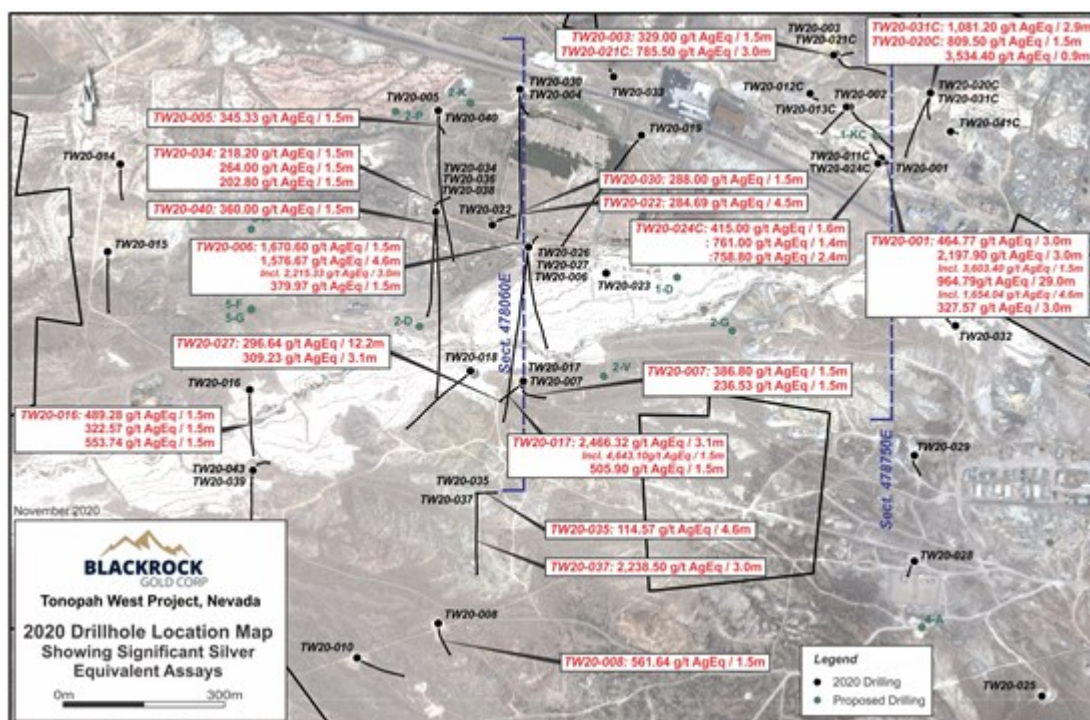 TW20-003: 329.00 g/t AgEq / 1.5m
TW20-021C: 785.50 g/t AgEq / 3.0m
TW20-003
TW20-021C
TW20-031C: 1,081.20 g/t AgEq / 2.9m
TW20-020C: 809.50 g/t AgEq / 1.5m
3,534.40 g/t AgEq / 0.9m
TW20-030
TW20-004
TW20-033
TW20-012C
TW20-013C
TW20-002
TW20-020C
TW20-031C
TW20-041C
TW20-005
2-K
2-P
TW20-040
TW20-005: 345.33 g/t AgEq / 1.5m
TW20-019
1-KC
TW20-011C
TW20-024C
TW20-001
TW20-014
TW20-034: 218.20 g/t AgEq / 1.5m
264.00 g/t AgEq / 1.5m
202.80 g/t AgEq / 1.5m
TW20-034
TW20-036
TW20-038
TW20-030: 288.00 g/t AgEq / 1.5m
TW20-022: 284.69 g/t AgEq / 4.5m
TW20-040: 360.00 g/t AgEq / 1.5m
TW20-022
TW20-024C: 415.00 g/t AgEq / 1.6m
: 761.00 g/t AgEq / 1.4m
:758.80 g/t AgEq / 2.4m
TW20-001: 464.77 g/t AgEq / 3.0m
2,197.90 g/t AgEq / 3.0m
Incl. 3,603.40 g/t AgEq / 1.5m
964.79g/t AgEq / 29.0m
Incl. 1,654.04 g/t AgEq / 4.6m
327.57 g/t AgEq / 3.0m
TW20-015
TW20-006: 1,670.60 g/t AgEq / 1.5m
1,576.67 g/t AgEq / 4.6m
Incl. 2,215.33 g/t AgEq / 3.0m
379.97 g/t AgEq / 1.5m
TW20-026
TW20-027
TW20-006
TW20-023
1-D
5-F
5-G
2-D
2-G
Sect. 478060E
TW20-032
TW20-027: 296.64 g/t AgEq / 12.2m
309.23 g/t AgEq / 3.1m
TW20-018
TW20-017
TW20-007
2-V
TW20-007: 386.80 g/t AgEq / 1.5m
236.53 g/t AgEq / 1.5m
TW20-016
TW20-016: 489.28 g/t AgEq / 1.5m
322.57 g/t AgEq / 1.5m
553.74 g/t AgEq / 1.5m
TW20-017: 2,466.32 g/t AgEq / 3.1m
Incl. 4,643.10g/t AgEq / 1.5m
505.90 g/t AgEq / 1.5m
TW20-029
Sect. 478750E
TW20-043
TW20-039
TW20-035
TW20-037
TW20-035: 114.57 g/t AgEq / 4.6m
TW20-037: 2,238.50 g/t AgEq / 3.0m
TW20-028
4-A
TW20-008
TW20-010
TW20-008: 561.64 g/t AgEq / 1.5m
TW20-025
November 2020
BLACKROCK
GOLD CORP
Tonopah West Project, Nevada
2020 Drillhole Location Map
Showing Significant Silver
Equivalent Assays
0m
300m
Legend
2020 Drilling
Proposed Drilling